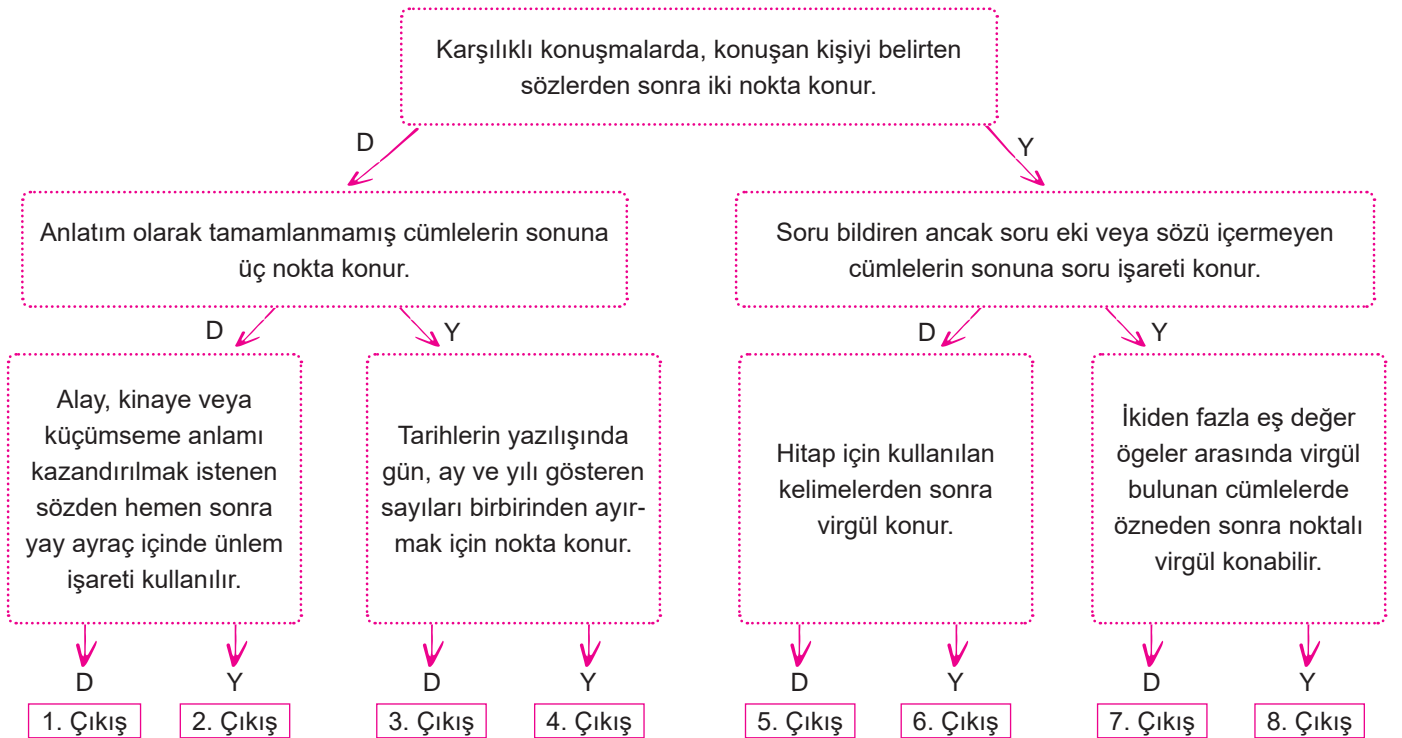 Karşılıklı konuşmalarda, konuşan kişiyi belirten
sözlerden sonra iki nokta konur.
D
Y
Anlatım olarak tamamlanmamış cümlelerin sonuna
üç nokta konur.
Soru bildiren ancak soru eki veya sözü içermeyen
cümlelerin sonuna soru işareti konur.
D
Y
D
Y
Alay, kinaye veya
küçümseme anlamı
kazandırılmak istenen
sözden hemen sonra
yay ayraç içinde ünlem
işareti kullanılır.
Tarihlerin yazılışında
gün, ay ve yılı gösteren
sayıları birbirinden ayır-
mak için nokta konur.
Hitap için kullanılan
kelimelerden sonra
virgül konur.
İkiden fazla eş değer
ögeler arasında virgül
bulunan cümlelerde
özneden sonra noktalı
virgül konabilir.
D
Y
D
Y
D
Y
D
Y
1. Çıkış
2. Çıkış
3. Çıkış
4. Çıkış
5. Çıkış
6. Çıkış
7. Çıkış
8. Çıkış